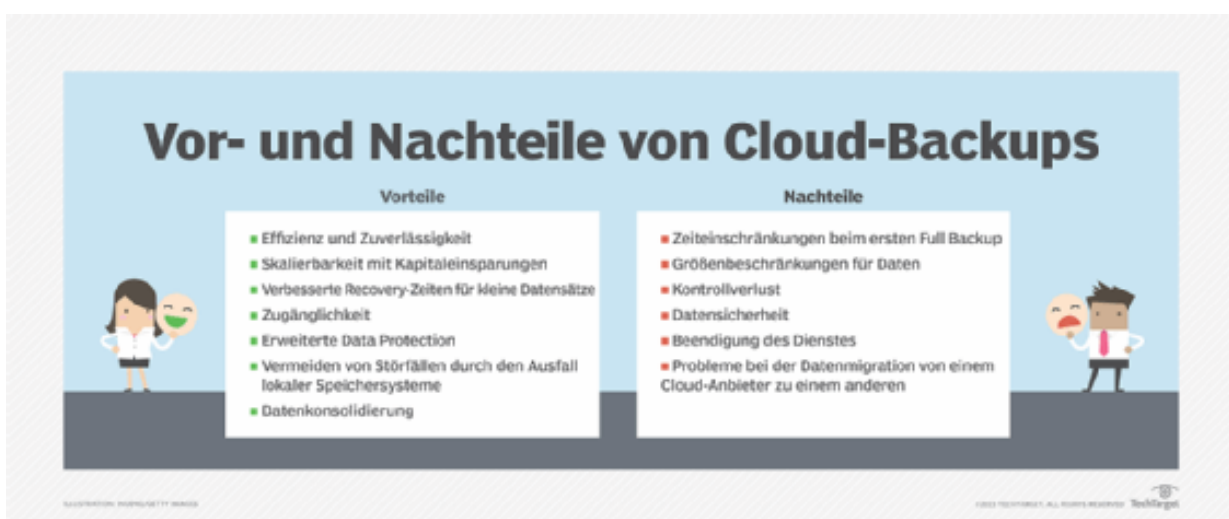 Vor- und Nachteile von Cloud-Backups
Vorteile
Effizienz und Zuverlässigkeit
Skalierbarkeit mit Kapitaleinsparungen
Verbesserte Recovery-Zeiten für kleine Datensätze
Zugänglichkeit
Erweiterte Data Protection
Vermeiden von Störfällen durch den Ausfall
lokaler Speichersysteme
Datenkonsolidierung
Nachteile
Zeiteinschränkungen beim ersten Full Backup
Größenbeschränkungen für Daten
Kontrollverlust
Datensicherheit
Beendigung des Dienstes
Probleme bei der Datenmigration von einem
Cloud-Anbieter zu einem anderen
TechTarget